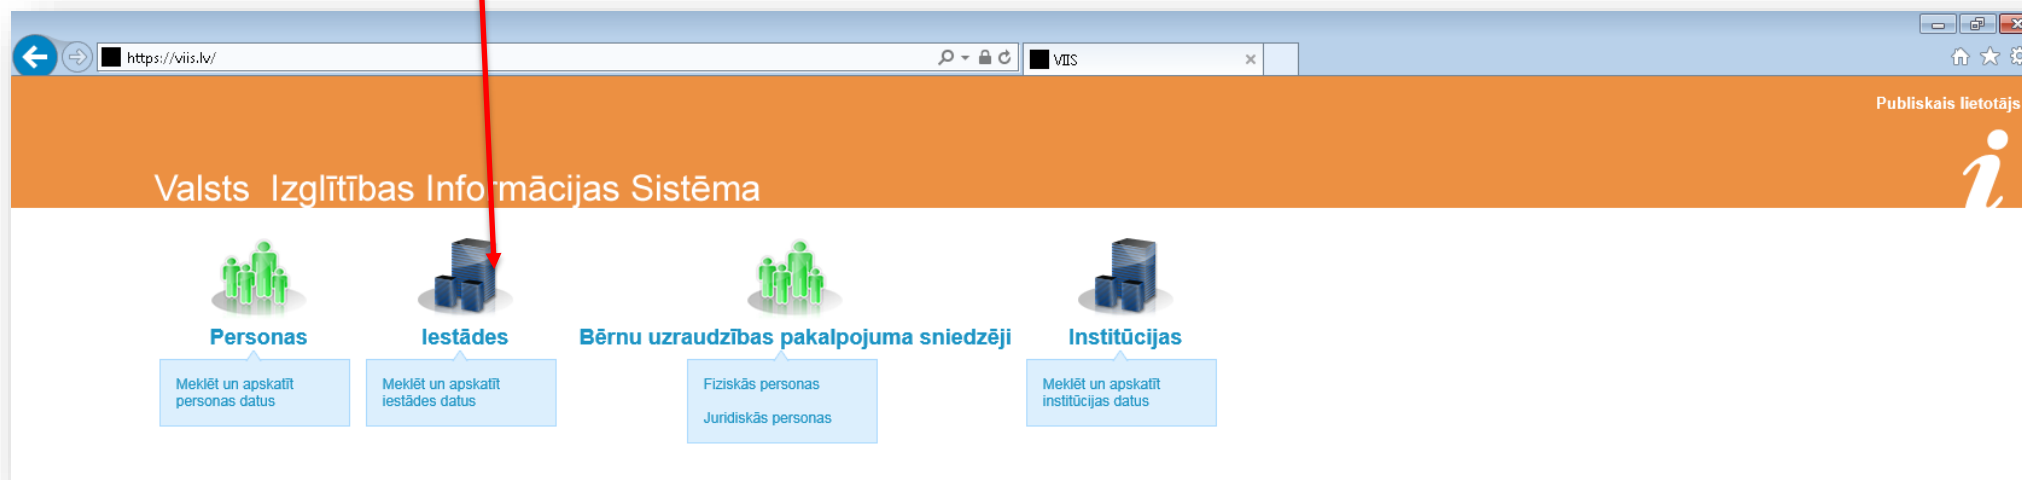 https://viis.lv/
VIIS
Publiskais lietotājs
Valsts Izglītības Informācijas Sistēma
Personas
Iestādes
Bērnu uzraudzības pakalpojuma sniedzēji
Institūcijas
Meklēt un apskatīt
personas datus
Meklēt un apskatīt
iestādes datus
Fiziskās personas
Juridiskās personas
Meklēt un apskatīt
institūcijas datus